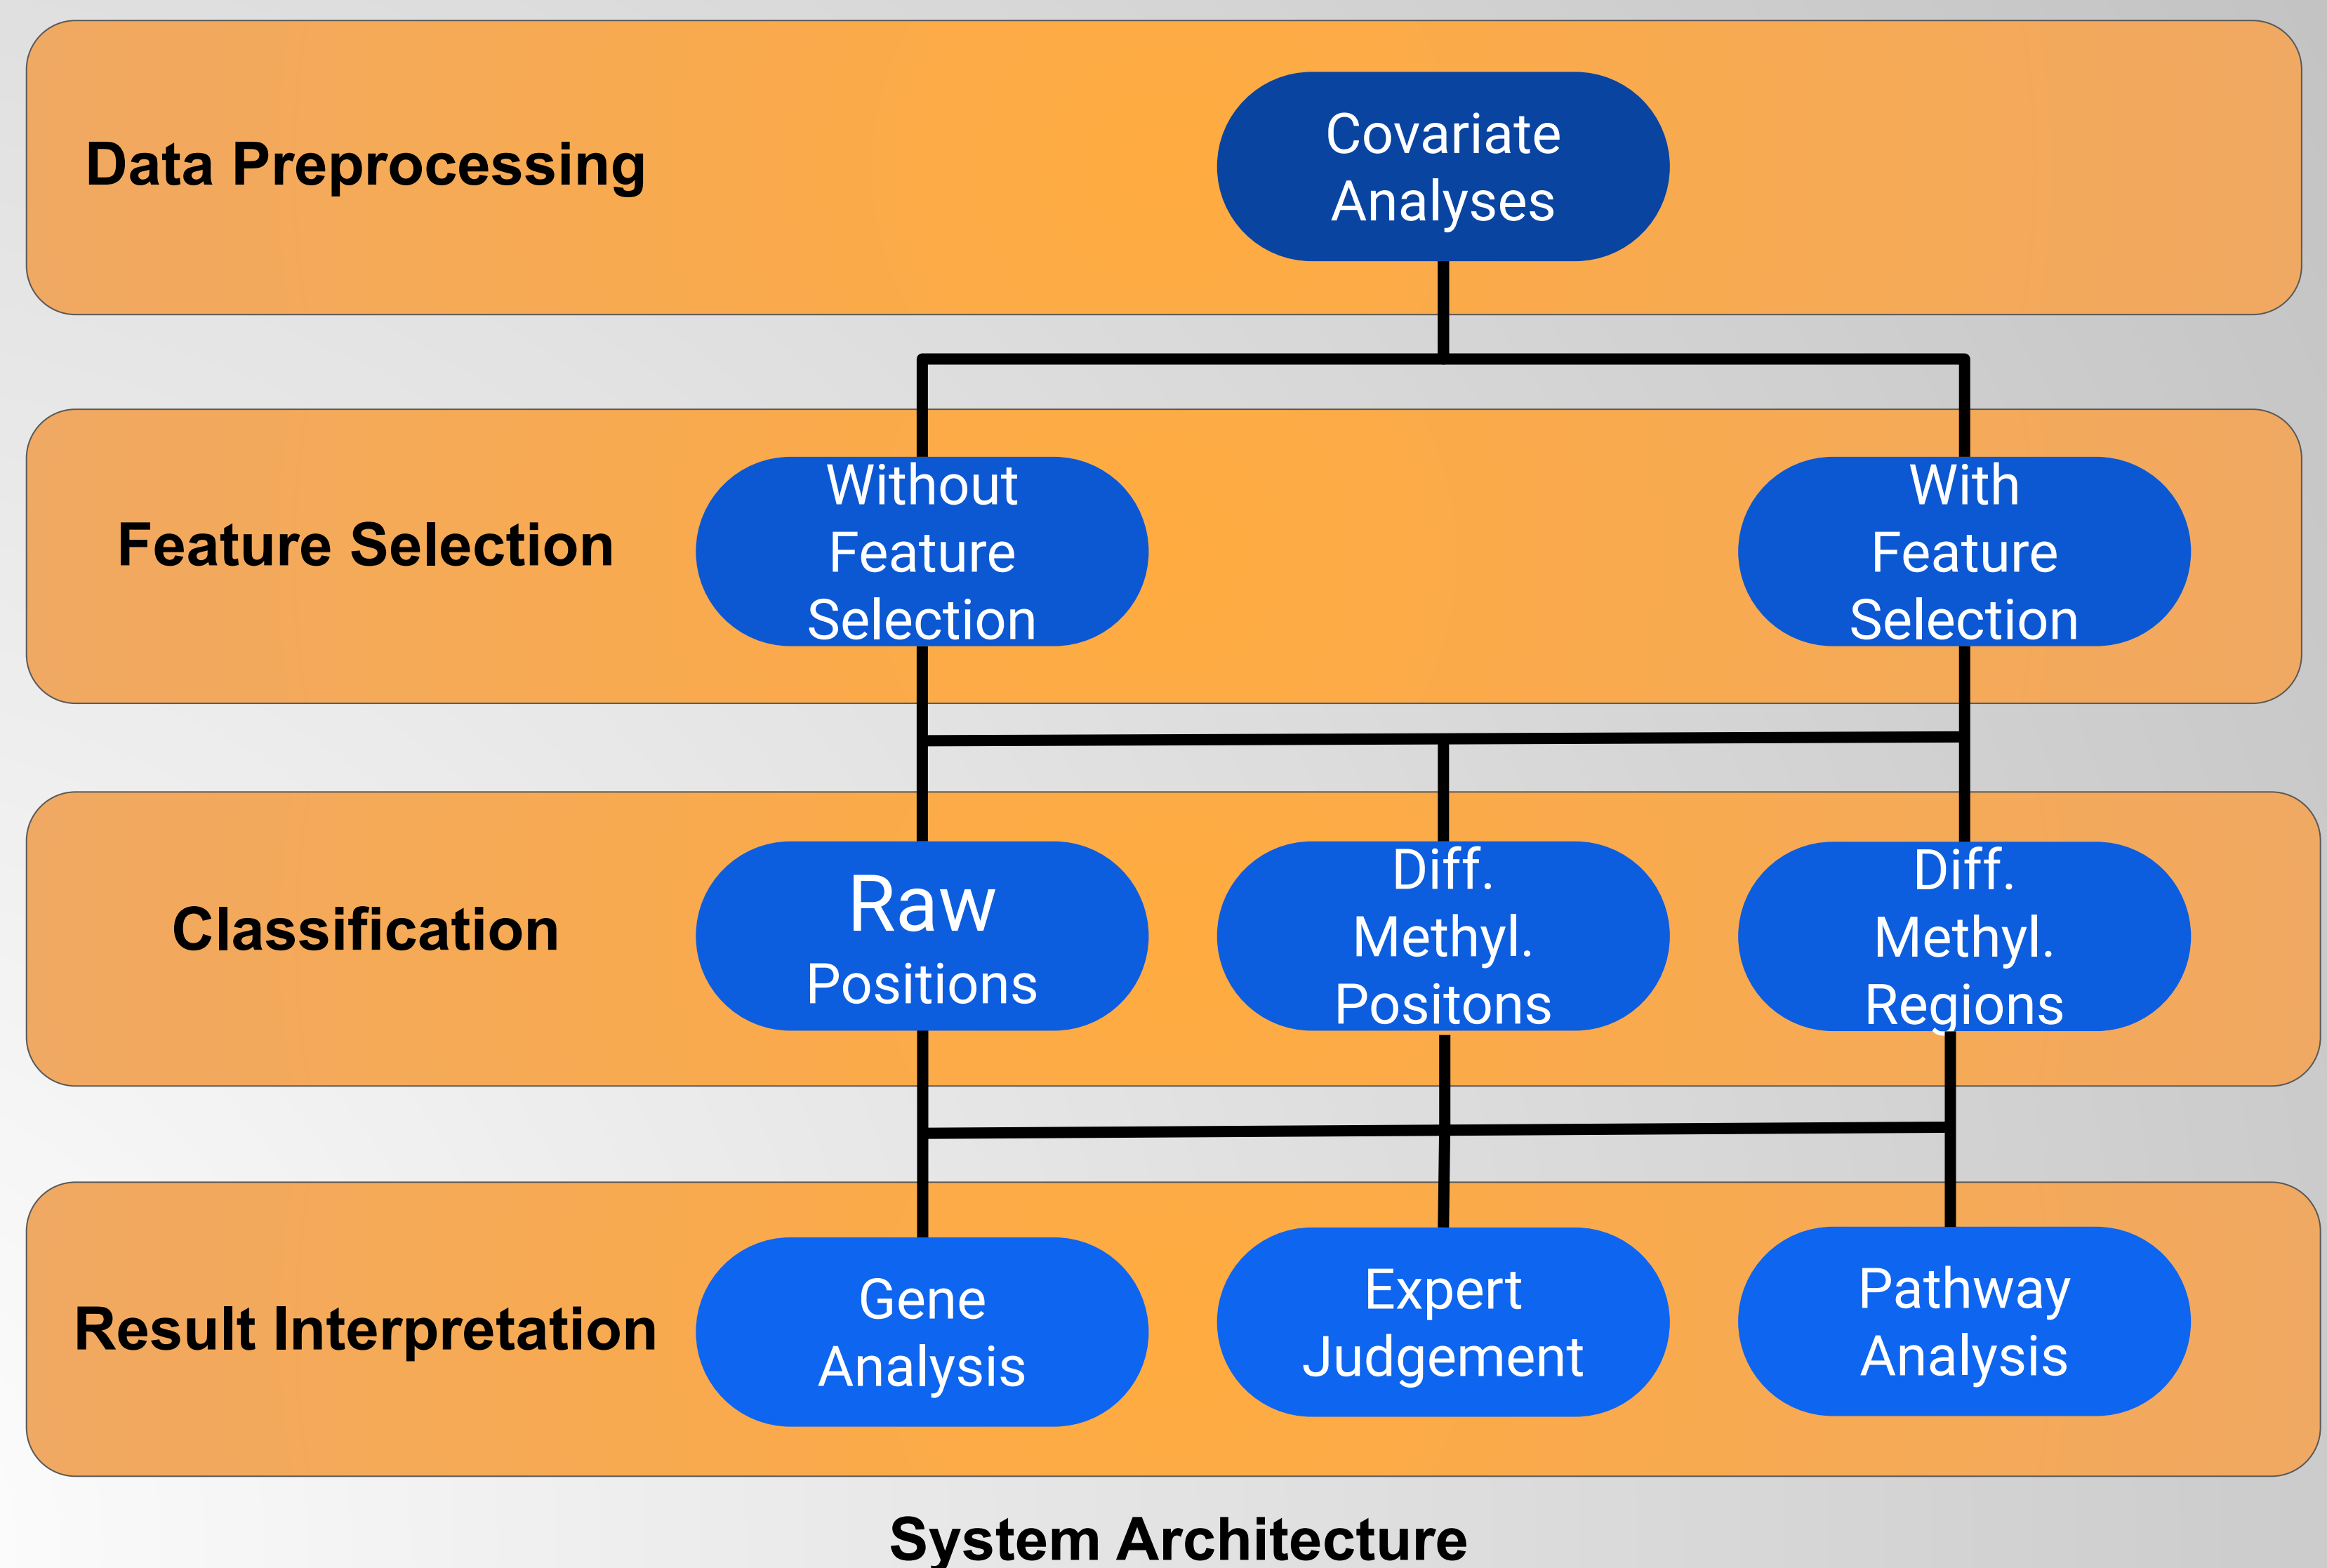 Data Preprocessing
Covariate
Analyses
Feature Selection
Without
Feature
Selection
With
Feature
Selection
Classification
Raw
Positions
Diff.
Methyl.
Positons
Diff.
Methyl.
Regions
Result Interpretation
Gene
Analysis
Expert
Judgement
Pathway
Analysis
System Architecture